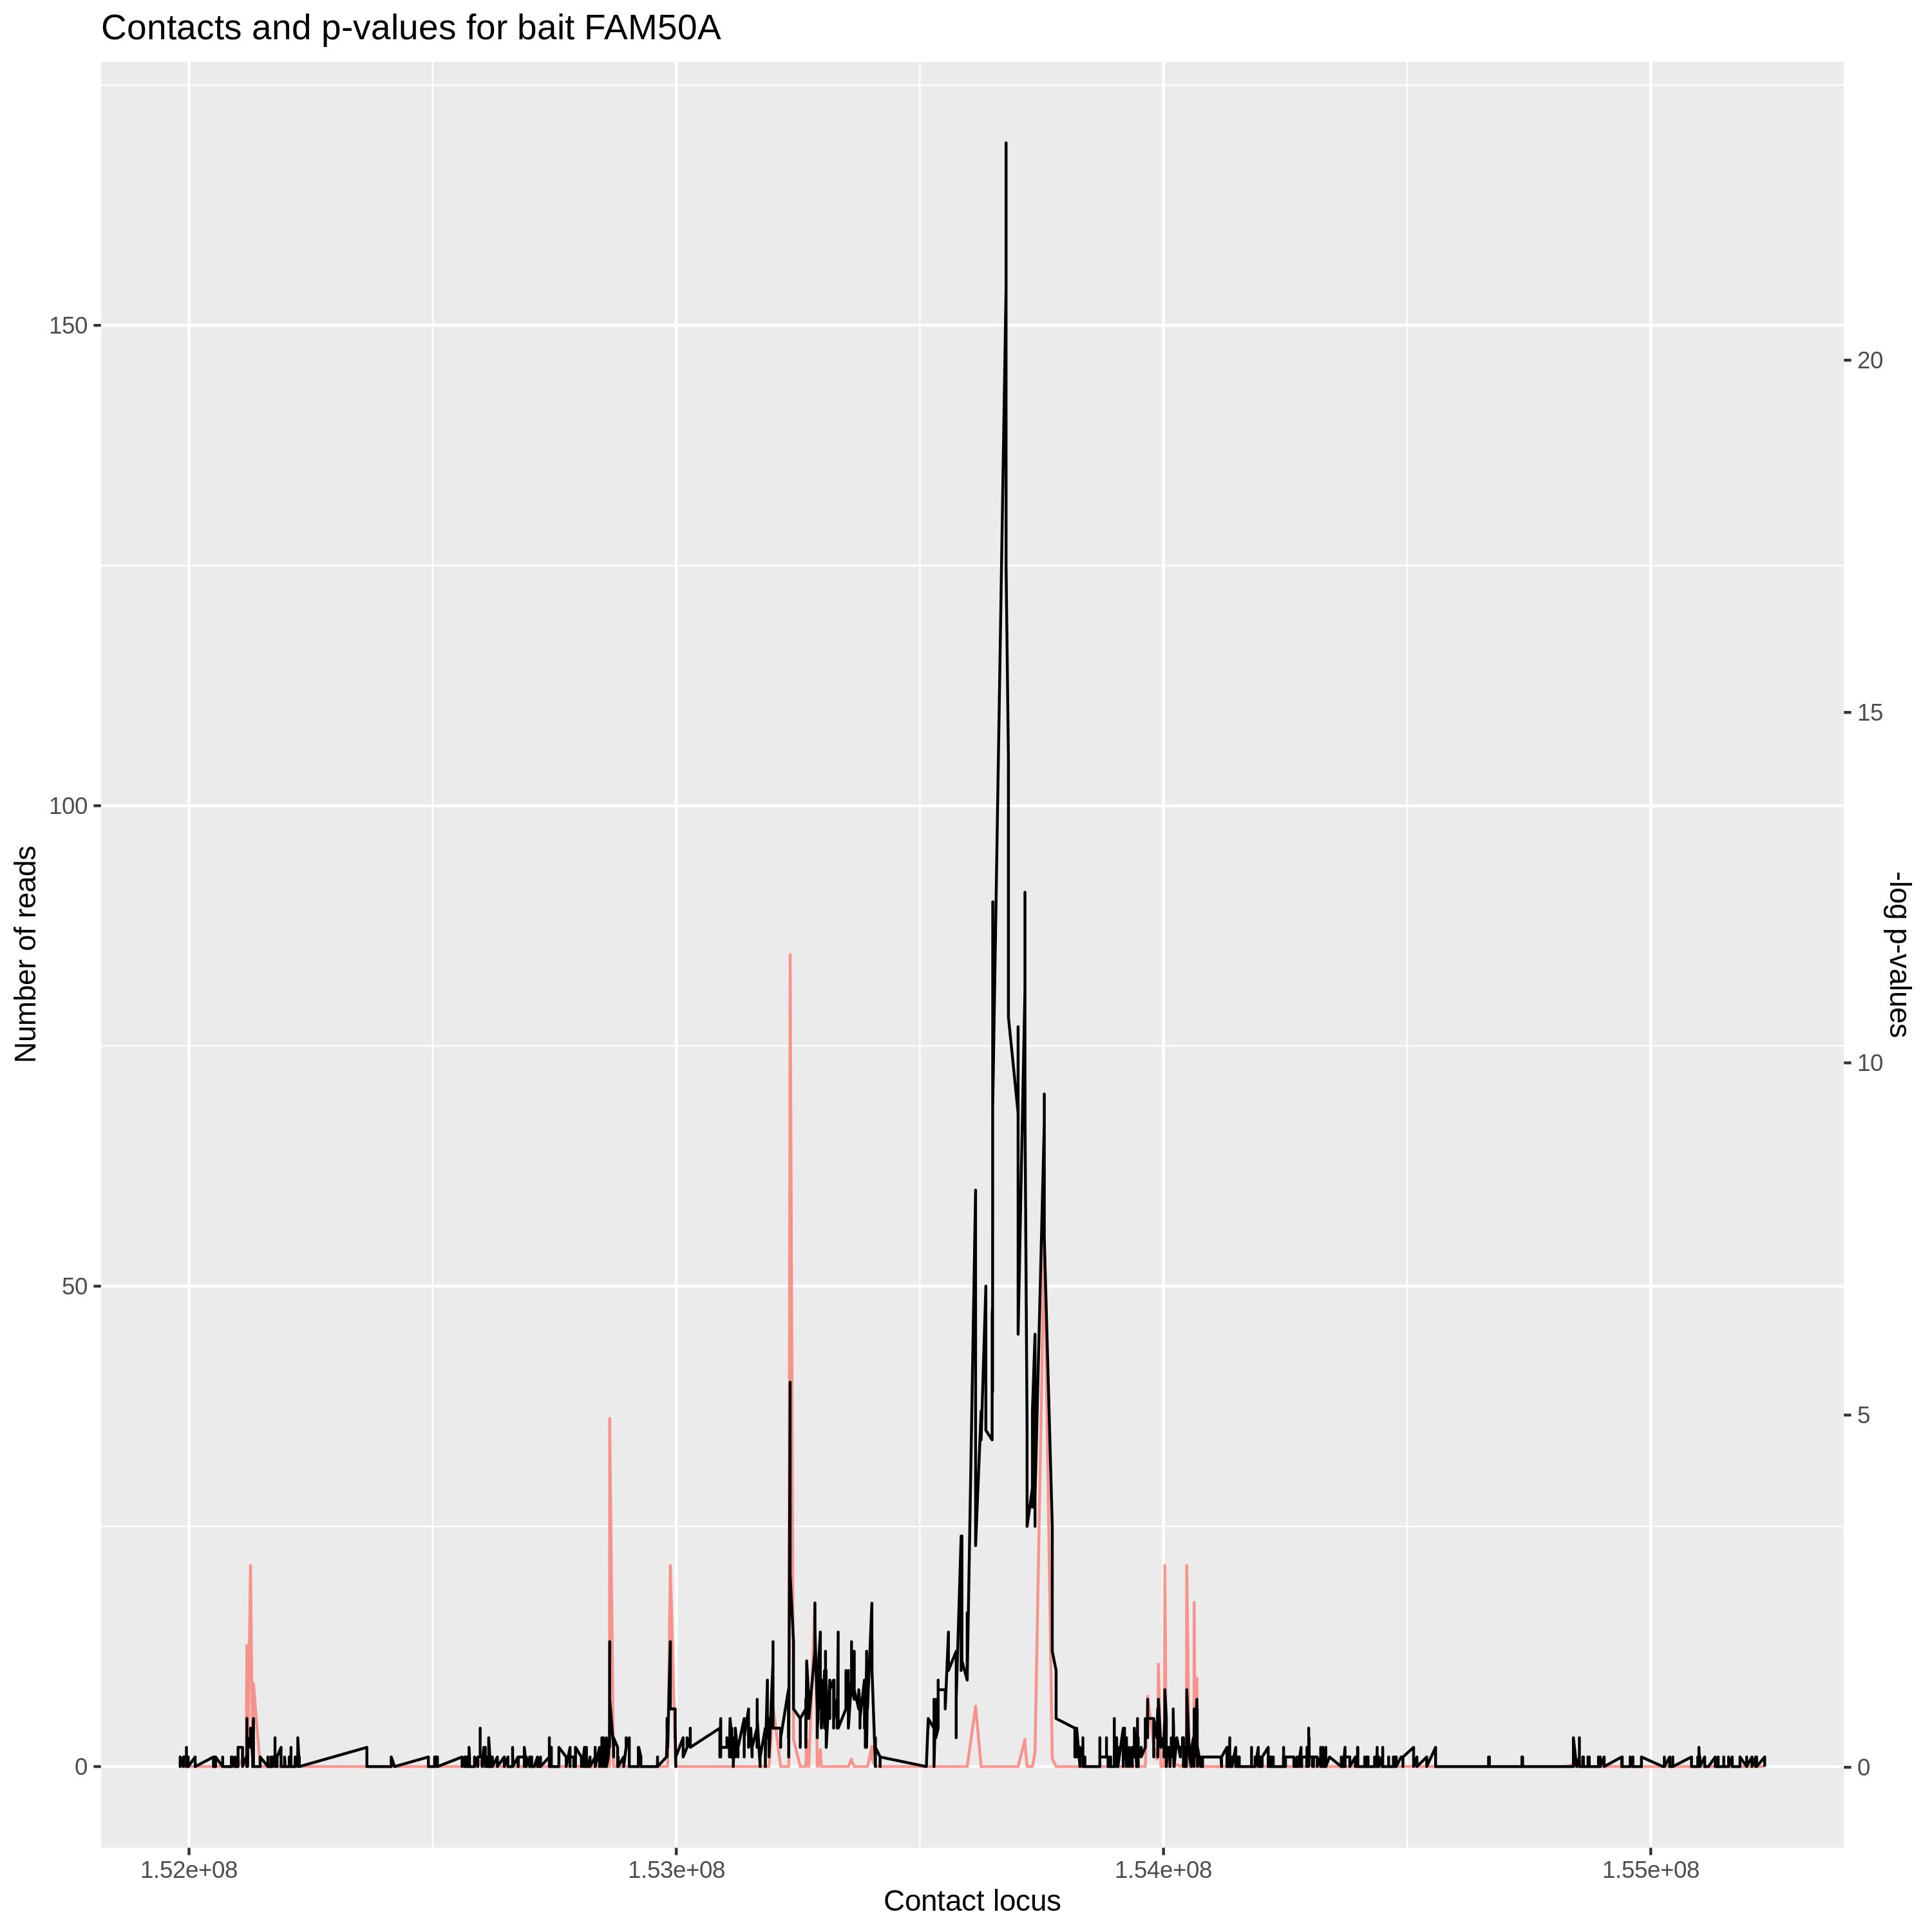 Contacts and p-values for bait FAM50A
150
100
50
0
20
15
10
5
0
Number of reads
-log p-values
1.52e+08
1.53e+08
1.54e+08
1.55e+08
Contact locus